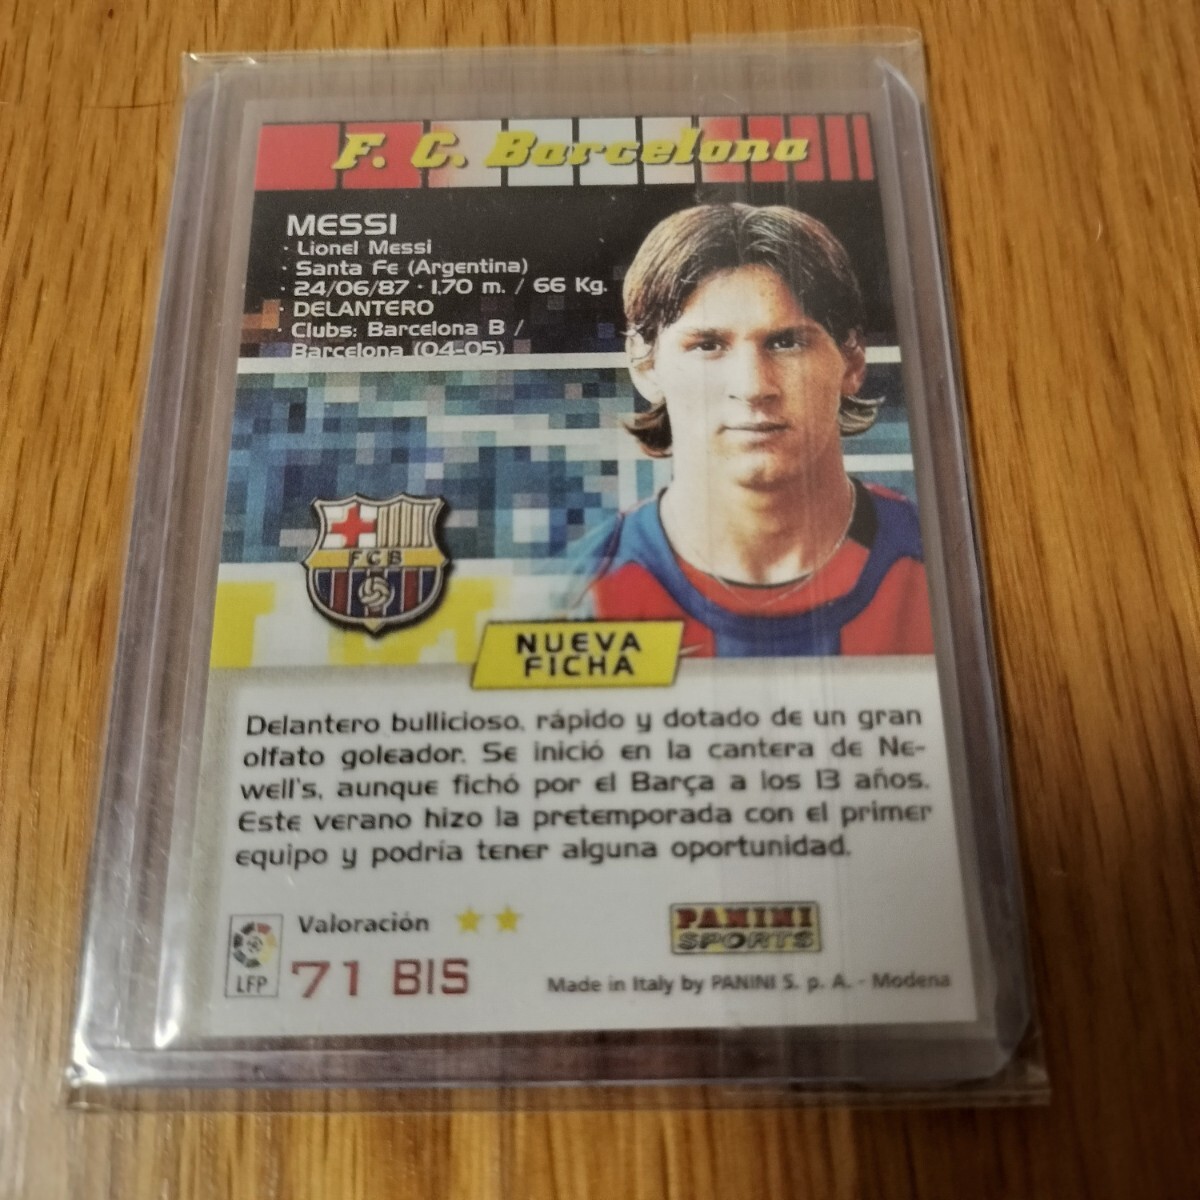 F. C. Barcelona
MESSI
· Lionel Messi
· Santa Fe (Argentina)
· 24/06/87 · 1,70 m. / 66 Kg.
· DELANTERO
· Clubs: Barcelona B /
Barcelona (04-05)
FCB
NUEVA
FICHA
Delantero bullicioso, rápido y dotado de un gran
olfato goleador. Se inició en la cantera de Ne-
well's, aunque fichó por el Barça a los 13 años.
Este verano hizo la pretemporada con el primer
equipo y podría tener alguna oportunidad.
Valoración
LFP
71 BIS
PANINI
SPORTS
Made in Italy by PANINI S. p. A. - Modena